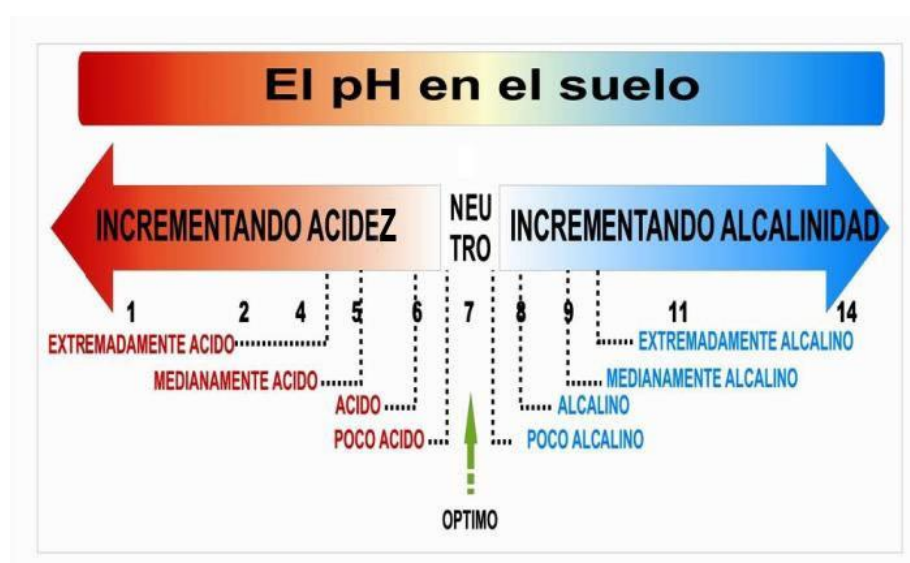 El pH en el suelo
INCREMENTANDO ACIDEZ
NEU
TRO
INCREMENTANDO ALCALINIDAD
1 2 4 5 6 7 8 9 11 14
EXTREMADAMENTE ACIDO
EXTREMADAMENTE ALCALINO
MEDIANAMENTE ACIDO
MEDIANAMENTE ALCALINO
ACIDO
ALCALINO
POCO ACIDO
POCO ALCALINO
OPTIMO